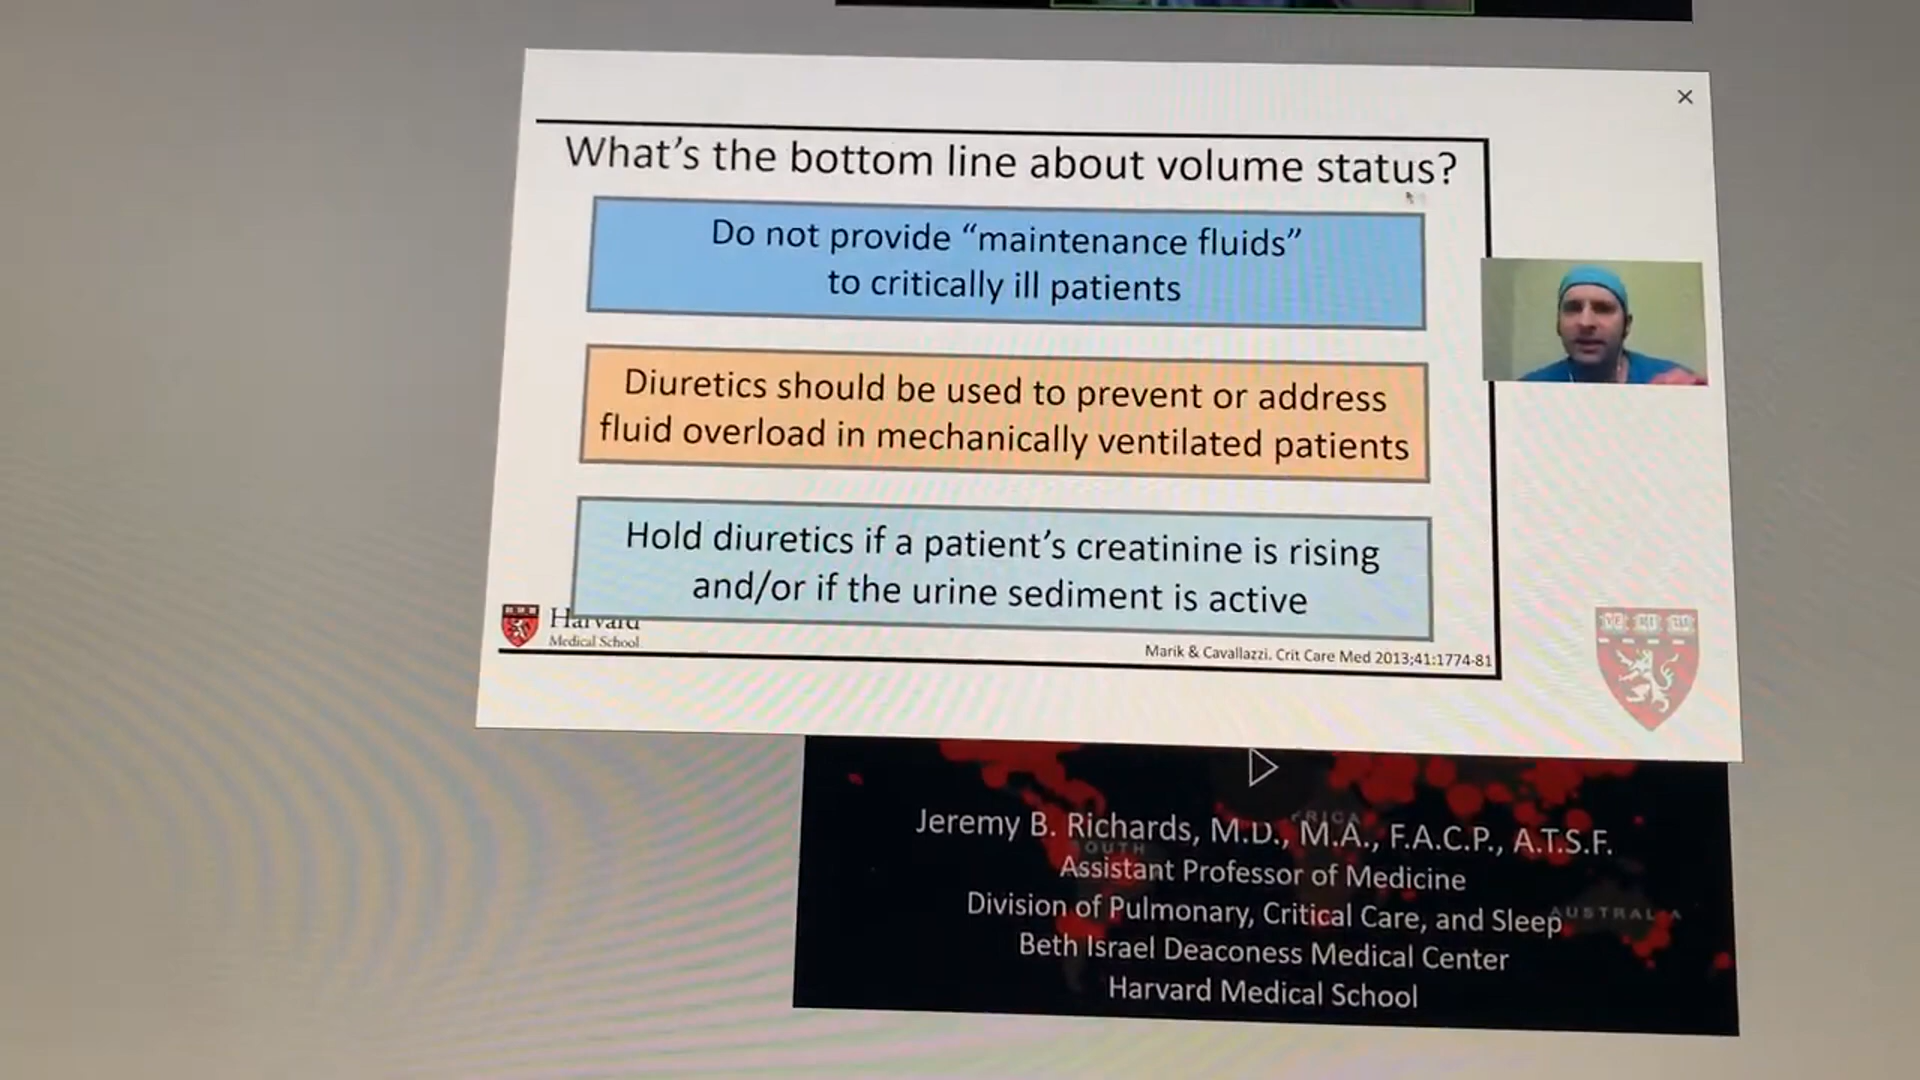 What's the bottom line about volume status?
Do not provide “maintenance fluids”
to critically ill patients
Diuretics should be used to prevent or address
fluid overload in mechanically ventilated patients
Hold diuretics if a patient's creatinine is rising
and/or if the urine sediment is active
Harvard
Medical School
Marik & Cavallazzi. Crit Care Med 2013;41:1774-81
VE RI TAS
Jeremy B. Richards, M.D., M.A., F.A.C.P., A.T.S.F.
Assistant Professor of Medicine
Division of Pulmonary, Critical Care, and Sleep
AUSTRALIA
Beth Israel Deaconess Medical Center
Harvard Medical School